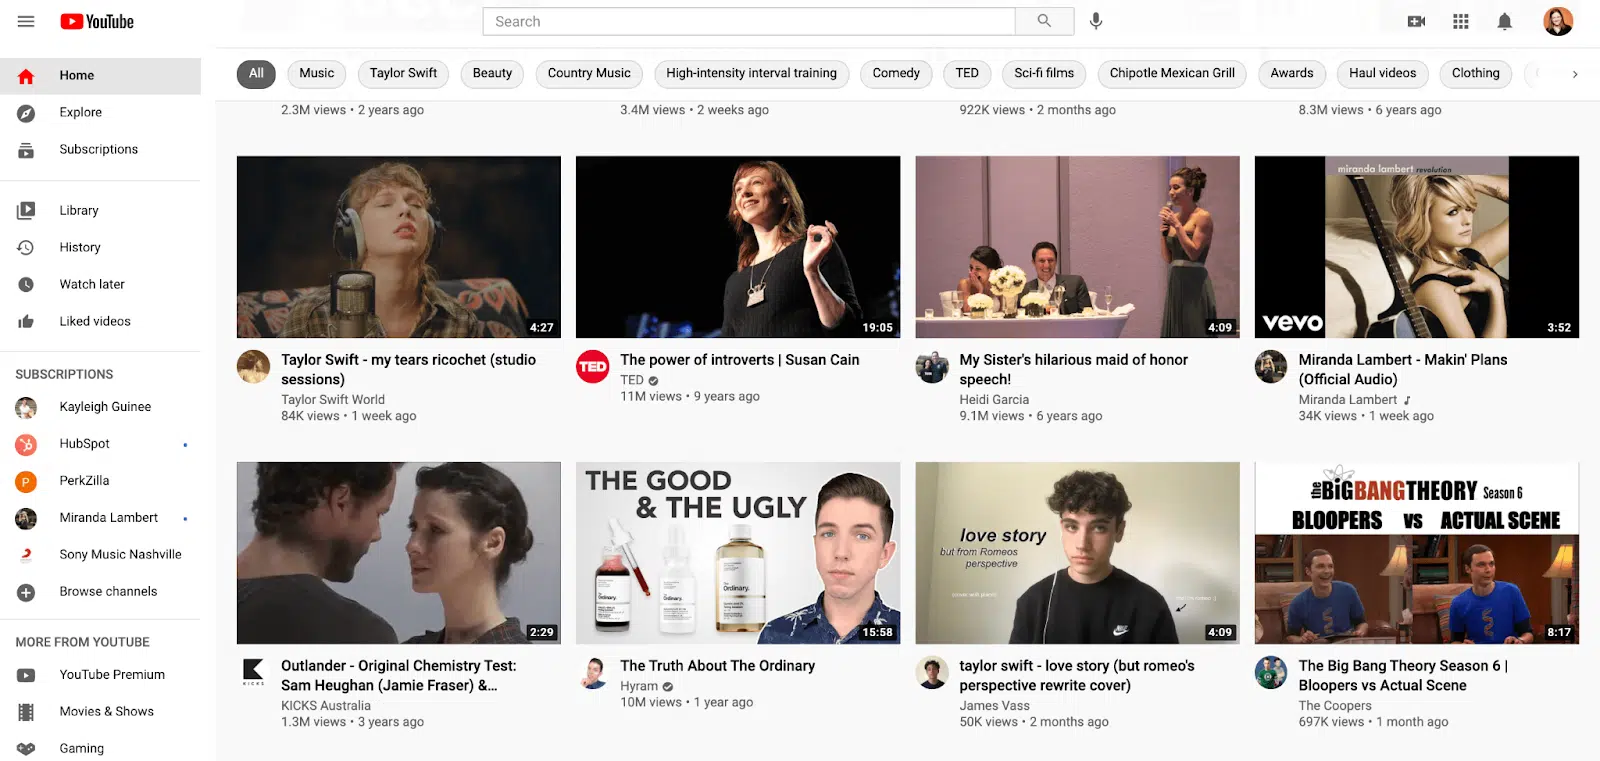 YouTube
Search
Home
Explore
Subscriptions
Library
History
Watch later
Liked videos
SUBSCRIPTIONS
Kayleigh Guinee
HubSpot
PerkZilla
Miranda Lambert
Sony Music Nashville
Browse channels
MORE FROM YOUTUBE
YouTube Premium
Movies & Shows
Gaming
All Music Taylor Swift Beauty Country Music High-intensity interval training Comedy TED Sci-fi films Chipotle Mexican Grill Awards Haul videos Clothing
2.3M views • 2 years ago
3.4M views • 2 weeks ago
922K views • 2 months ago
8.3M views • 6 years ago
4:27
Taylor Swift - my tears ricochet (studio
sessions)
Taylor Swift World
84K views • 1 week ago
19:05
TED
The power of introverts | Susan Cain
TED
11M views • 9 years ago
4:09
My Sister's hilarious maid of honor
speech!
Heidi Garcia
9.1M views • 6 years ago
miranda lambert revolution
vevo
3:52
Miranda Lambert - Makin' Plans
(Official Audio)
Miranda Lambert
34K views • 1 week ago
2:29
KICKS
Outlander - Original Chemistry Test:
Sam Heughan (Jamie Fraser) &...
KICKS Australia
1.3M views • 3 years ago
THE GOOD
& THE UGLY
Ordinary.
Ordinary.
Ordinary.
15:58
The Truth About The Ordinary
Hyram
10M views • 1 year ago
love story
but from Romeos
perspective
4:09
taylor swift - love story (but romeo's
perspective rewrite cover)
James Vass
50K views • 2 months ago
the BIG BANG THEORY Season 6
BLOOPERS vs ACTUAL SCENE
8:17
The Big Bang Theory Season 6 |
Bloopers vs Actual Scene
The Coopers
697K views • 1 month ago